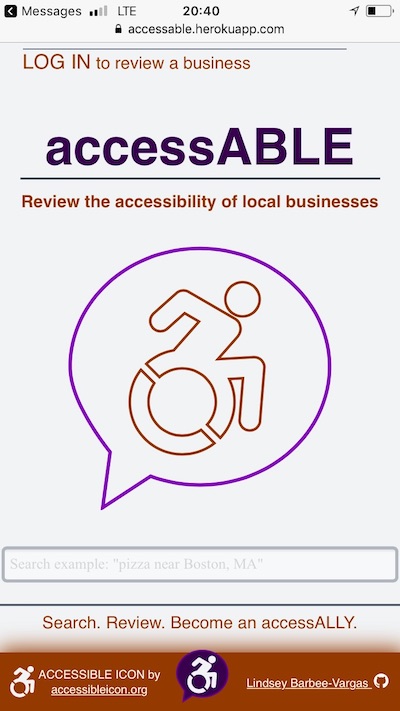 Messages LTE 20:40
accessable.herokuapp.com
LOG IN to review a business
accessABLE
Review the accessibility of local businesses
Search example: "pizza near Boston, MA"
Search. Review. Become an accessALLY.
ACCESSIBLE ICON by
accessibleicon.org
Lindsey Barbee-Vargas